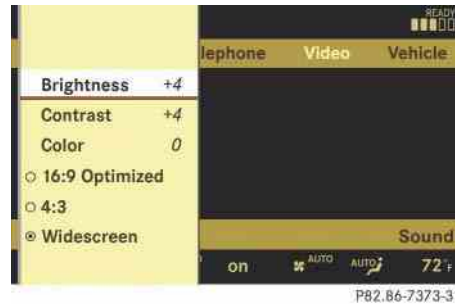 READY
lephone Video Vehicle
Brightness +4
Contrast +4
Color 0
16:9 Optimized
4:3
Widescreen
Sound
on AUTO AUTO 72°F
P82.86-7373-3